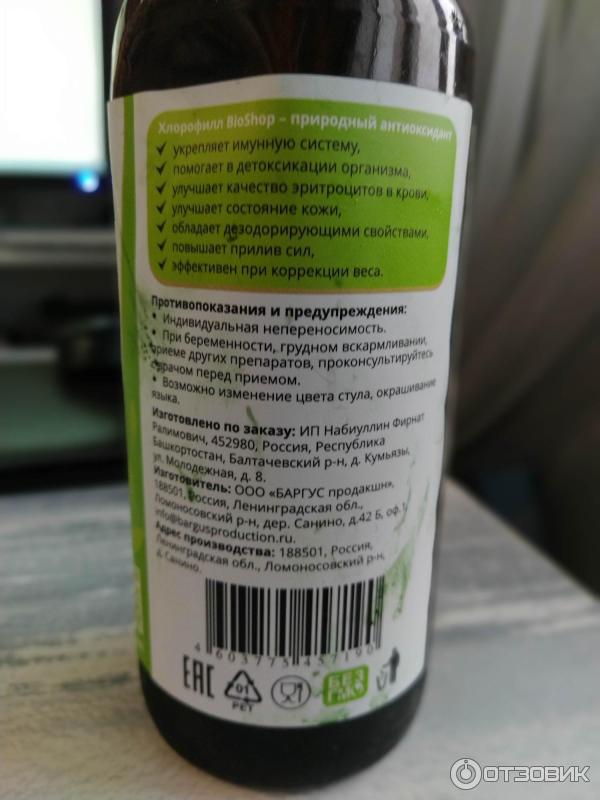 Хлорофилл BioShop – природный антиоксидант
✓ укрепляет имунную систему,
✓ помогает в детоксикации организма,
✓ улучшает качество эритроцитов в крови,
✓ улучшает состояние кожи,
✓ обладает дезодорирующими свойствами,
✓ повышает прилив сил,
✓ эффективен при коррекции веса.
Противопоказания и предупреждения:
• Индивидуальная непереносимость.
• При беременности, грудном вскармливании,
приеме других препаратов, проконсультируйтесь
с врачом перед приемом.
• Возможно изменение цвета стула, окрашивание
языка.
Изготовлено по заказу: ИП Набиуллин Фирнат
Ралимович, 452980, Россия, Республика
Башкортостан, Балтачевский р-н, д. Кумьязы,
ул. Молодежная, д. 8.
Изготовитель: ООО «БАРГУС продакшн»,
188501, Россия, Ленинградская обл.,
Ломоносовский р-н, дер. Санино, д.42 Б, оф.1,
info@bargusproduction.ru.
Адрес производства: 188501, Россия,
Ленинградская обл., Ломоносовский р-н,
д. Санино.
4603775457190
EAC
01
PET
БЕЗ
ГМО
ОТЗОВИК